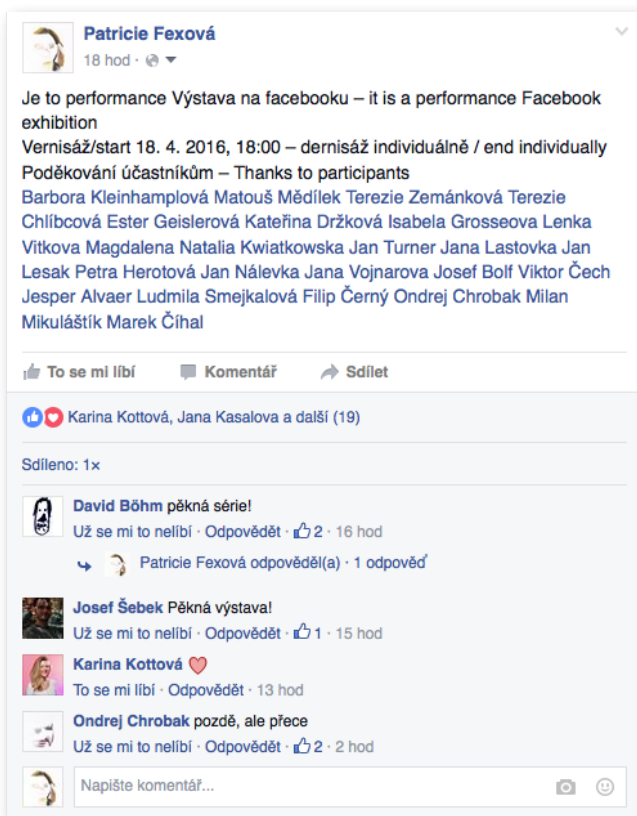 Patricie Fexová
18 hod
Je to performance Výstava na facebooku – it is a performance Facebook
exhibition
Vernisáž/start 18. 4. 2016, 18:00 – dernisáž individuálně / end individually
Poděkování účastníkům – Thanks to participants
Barbora Kleinhamplová Matouš Mědílek Terezie Zemánková Terezie
Chlíbcová Ester Geislerová Kateřina Držková Isabela Grosseova Lenka
Vitkova Magdalena Natalia Kwiatkowska Jan Turner Jana Lastovka Jan
Lesak Petra Herotová Jan Nálevka Jana Vojnarova Josef Bolf Viktor Čech
Jesper Alvaer Ludmila Smejkalová Filip Černý Ondrej Chrobak Milan
Mikuláštík Marek Číhal
To se mi líbí Komentář Sdílet
Karina Kottová, Jana Kasalova a další (19)
Sdíleno: 1×
David Böhm pěkná série!
Už se mi to nelíbí · Odpovědět · 2 · 16 hod
Patricie Fexová odpověděl(a) · 1 odpověď
Josef Šebek Pěkná výstava!
Už se mi to nelíbí · Odpovědět · 1 · 15 hod
Karina Kottová
To se mi líbí · Odpovědět · 13 hod
Ondrej Chrobak pozdě, ale přece
Už se mi to nelíbí · Odpovědět · 2 · 2 hod
Napište komentář...